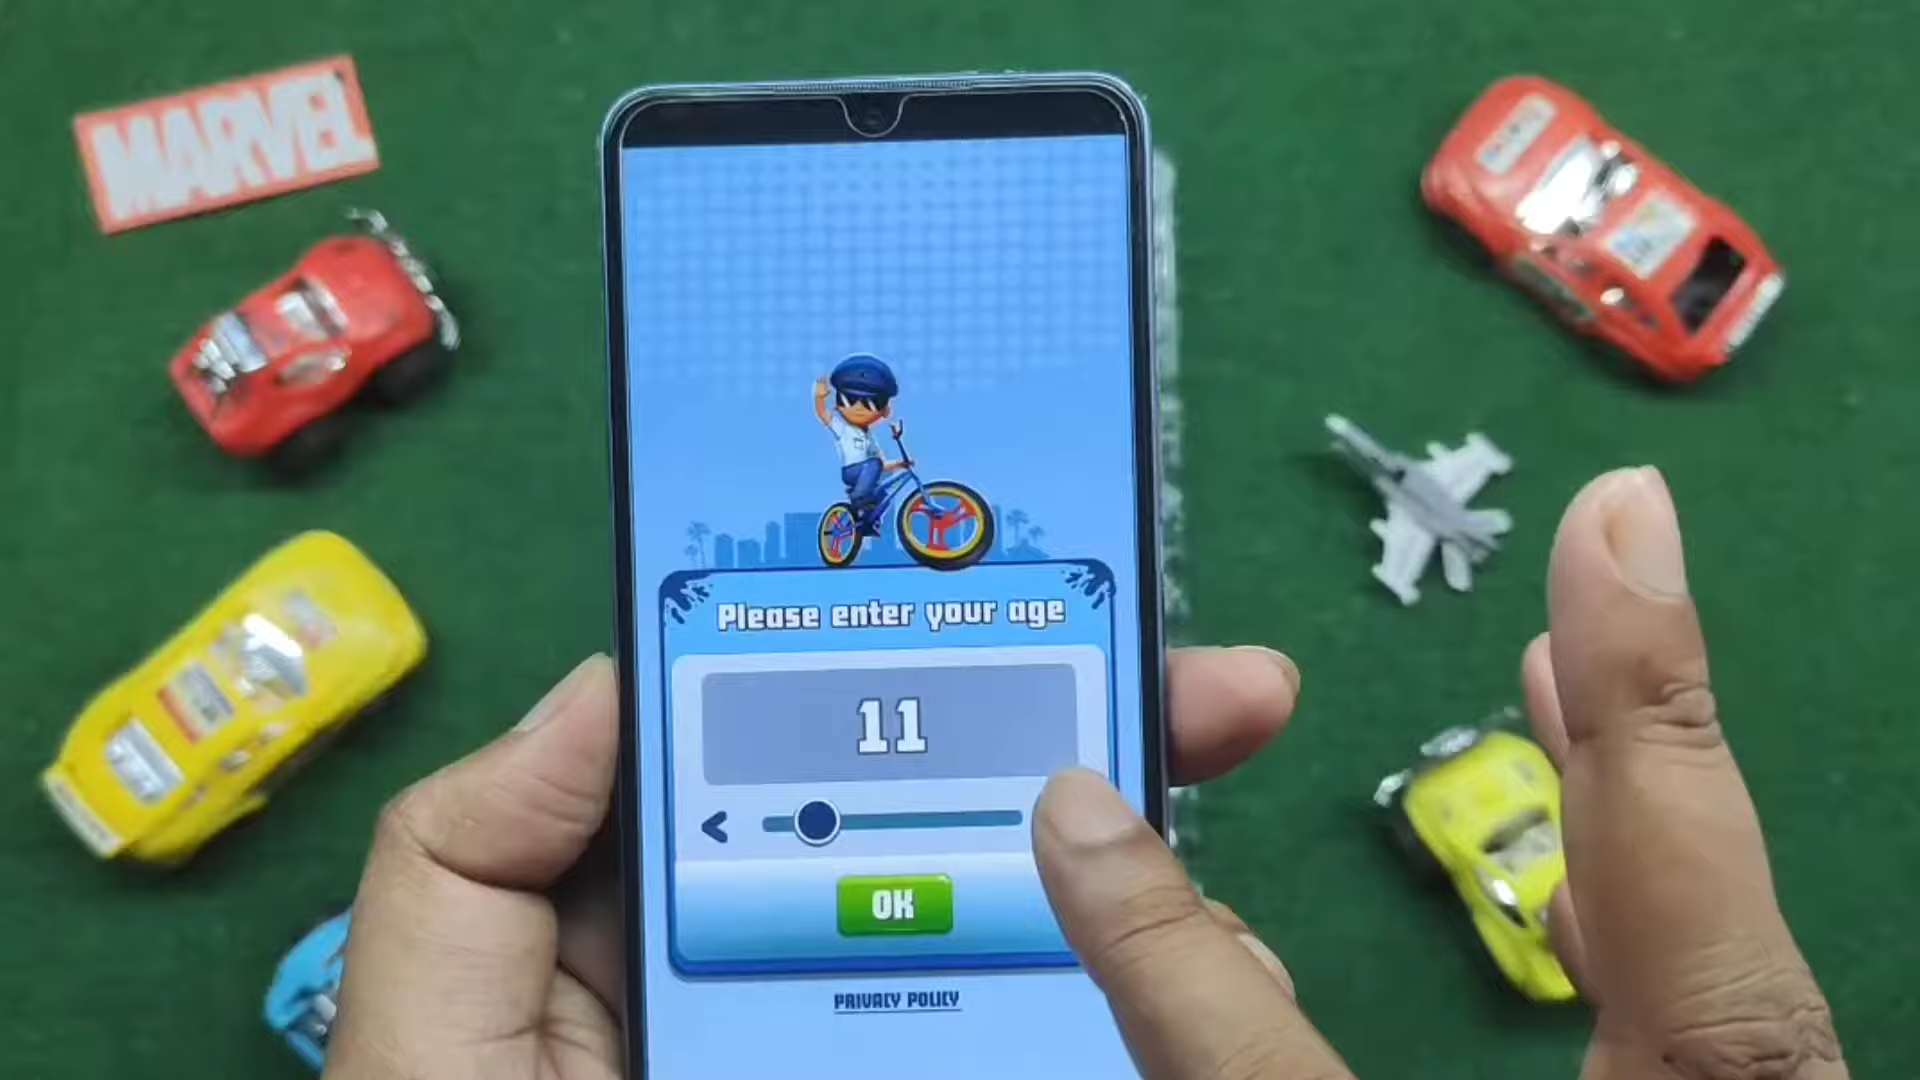 MARVEL
Please enter your age
11
<
OK
PRIVACY POLICY